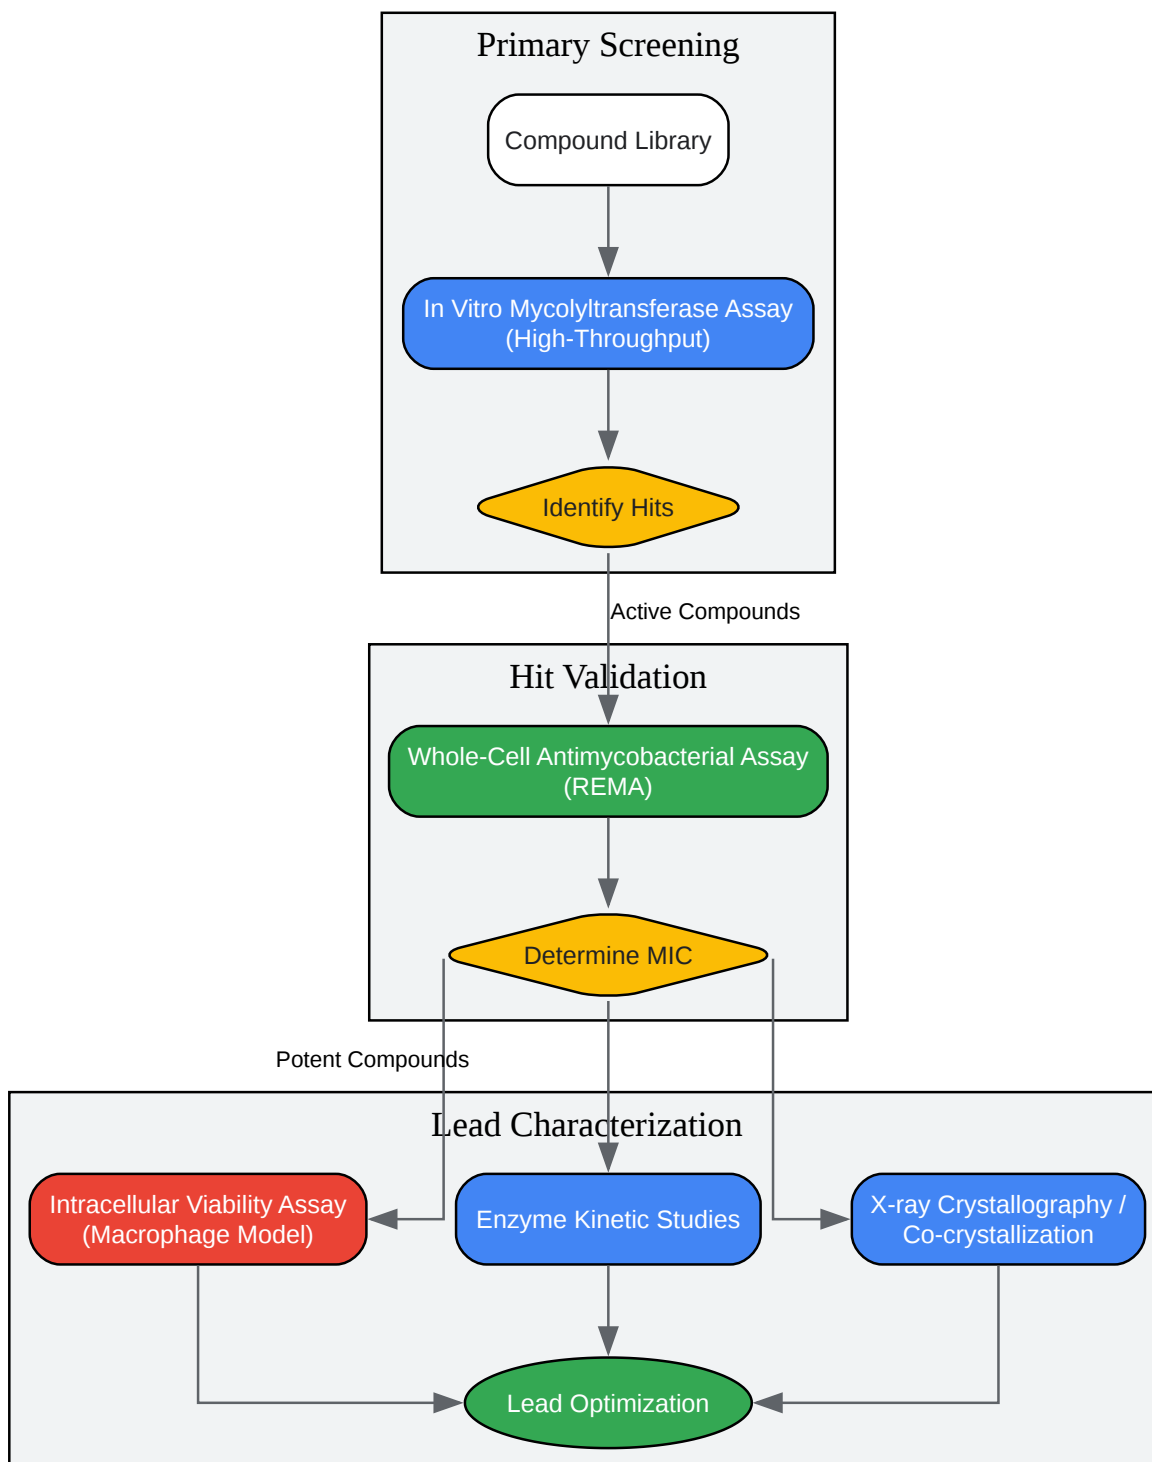 Primary Screening
Compound Library
In Vitro Mycolyltransferase Assay
(High-Throughput)
Identify Hits
Active Compounds
Hit Validation
Whole-Cell Antimycobacterial Assay
(REMA)
Determine MIC
Potent Compounds
Lead Characterization
Intracellular Viability Assay
(Macrophage Model)
Enzyme Kinetic Studies
X-ray Crystallography /
Co-crystallization
Lead Optimization